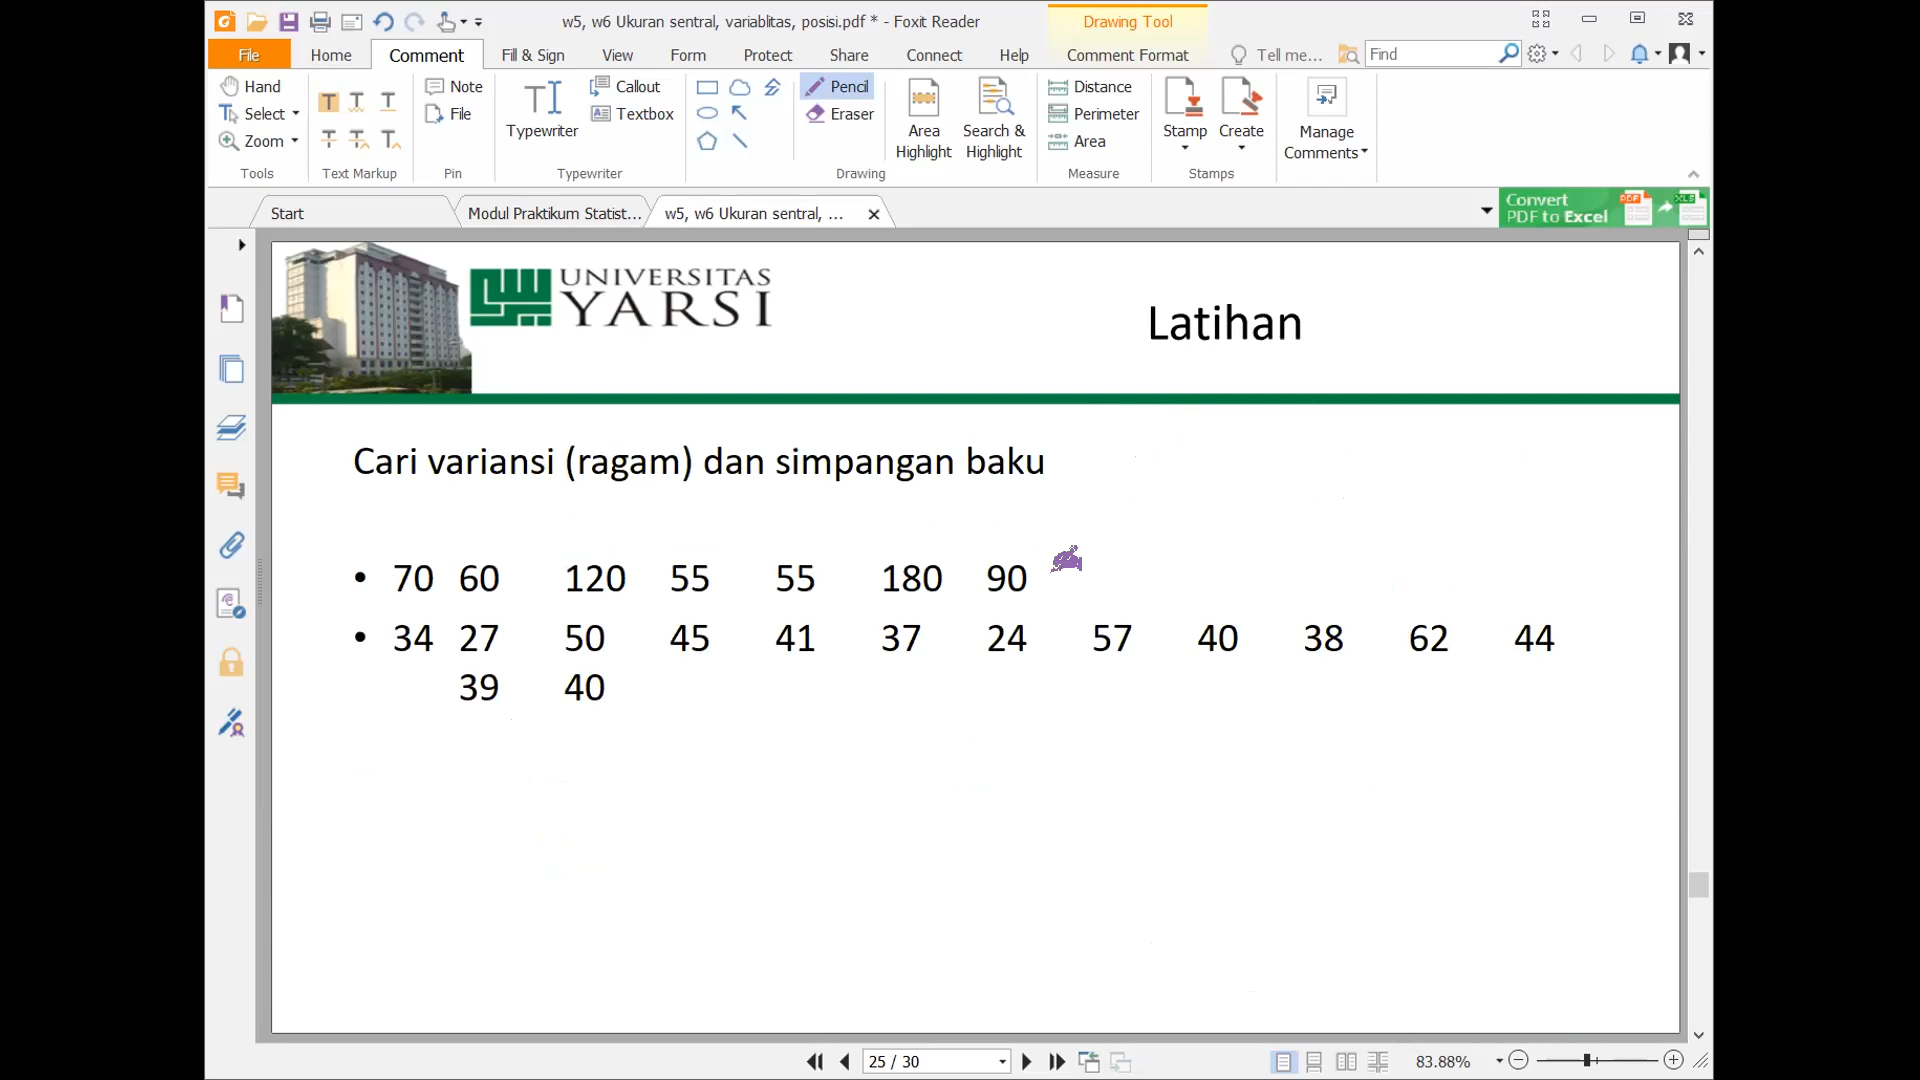 w5, w6 Ukuran sentral, variablitas, posisi.pdf * - Foxit Reader
Drawing Tool
File Home Comment Fill & Sign View Form Protect Share Connect Help Comment Format Tell me... Find
Hand
Select
Zoom
Tools
Text Markup
Note
File
Pin
Typewriter
Callout
Textbox
Typewriter
Pencil
Eraser
Area
Highlight
Search &
Highlight
Drawing
Distance
Perimeter
Area
Measure
Stamp
Create
Stamps
Manage
Comments
Start
Modul Praktikum Statist...
w5, w6 Ukuran sentral, ...
Convert
PDF to Excel
PDF
XLS
UNIVERSITAS
YARSI
Latihan
Cari variansi (ragam) dan simpangan baku
• 70 60 120 55 55 180 90
• 34 27 50 45 41 37 24 57 40 38 62 44
39 40
25 / 30
83.88%